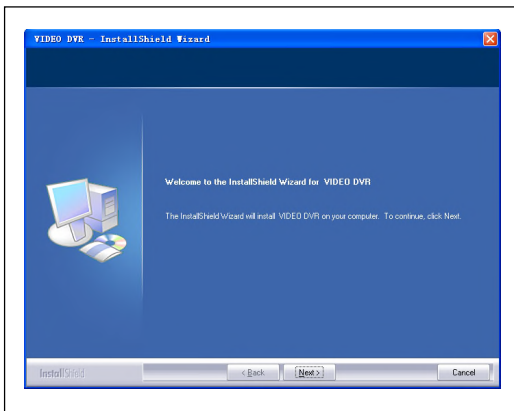 VIDEO DVR - InstallShield Wizard
Welcome to the InstallShield Wizard for VIDEO DVR
The InstallShield Wizard will install VIDEO DVR on your computer. To continue, click Next.
InstallShield
< Back
Next >
Cancel